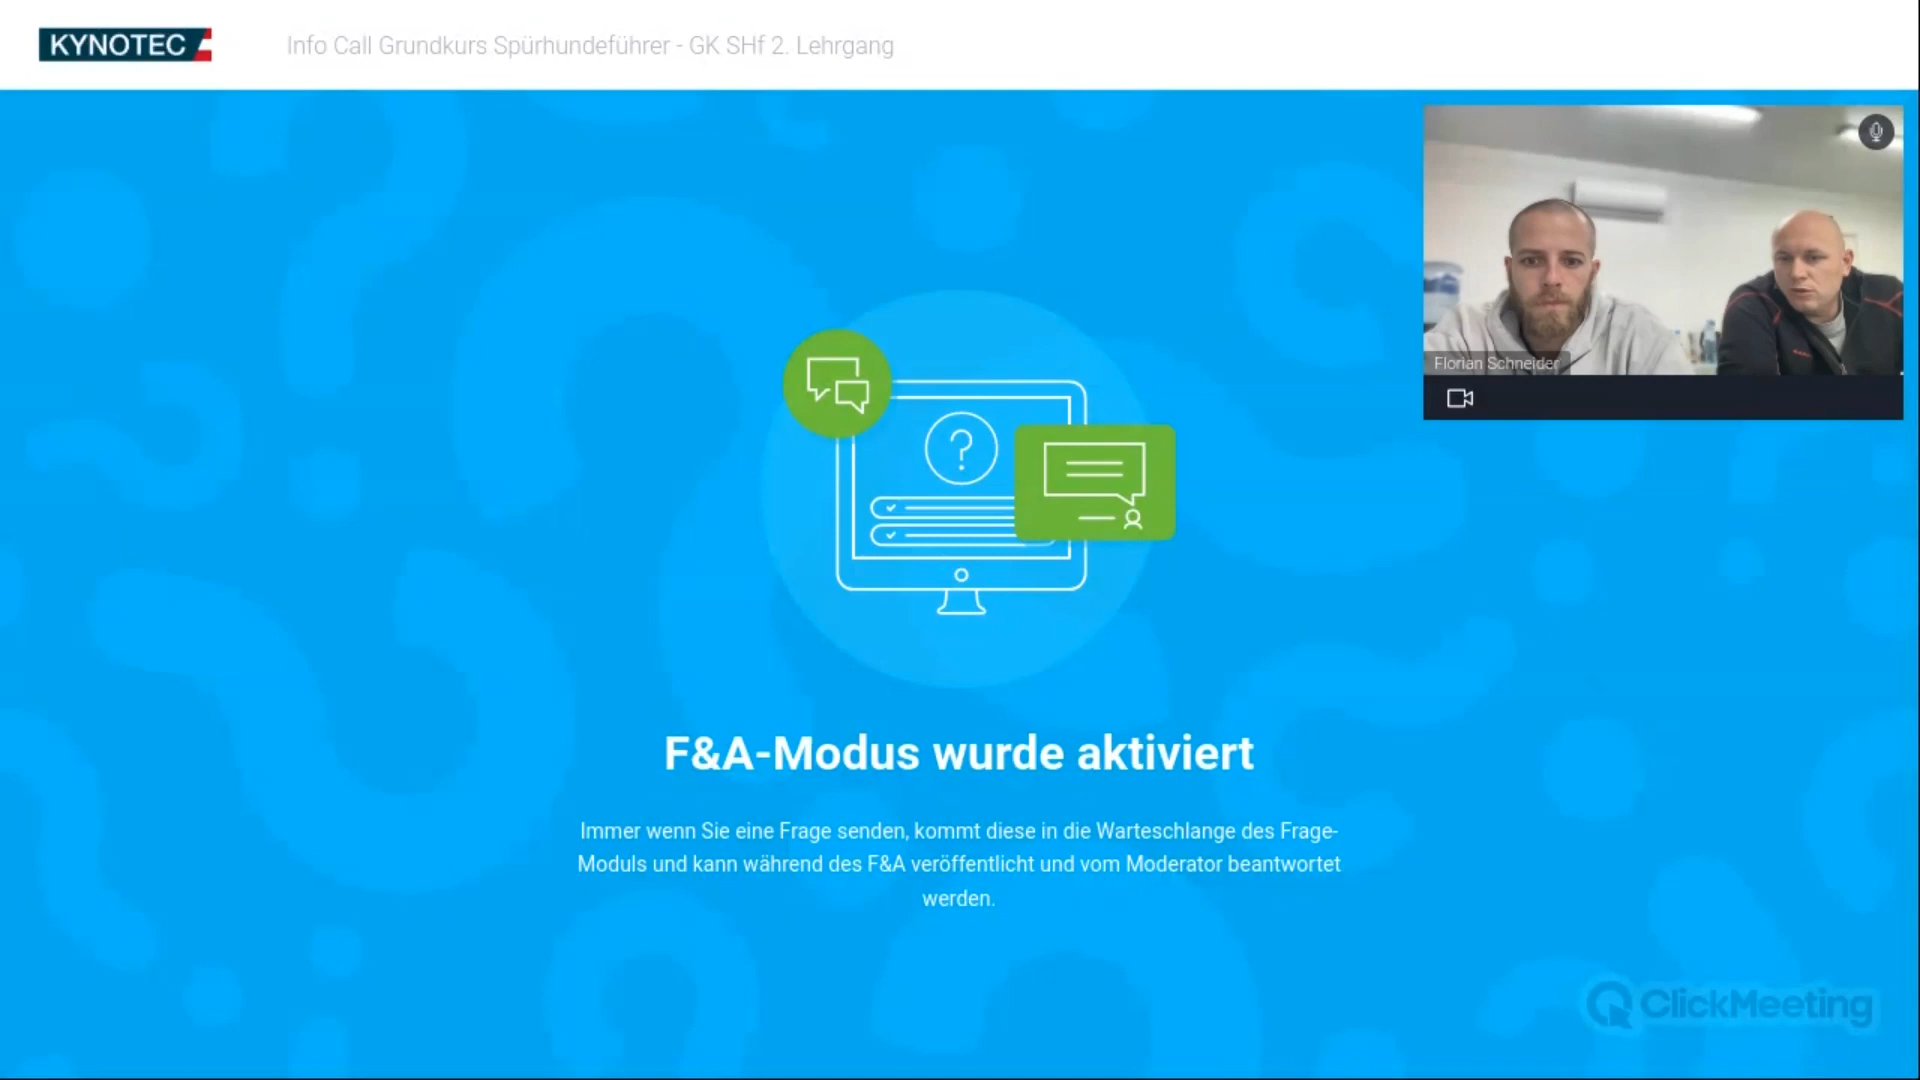 KYNOTEC
Info Call Grundkurs Spürhundeführer - GK SHf 2. Lehrgang
Florian Schneider
F&A-Modus wurde aktiviert
Immer wenn Sie eine Frage senden, kommt diese in die Warteschlange des Frage-
Moduls und kann während des F&A veröffentlicht und vom Moderator beantwortet
werden.
ClickMeeting